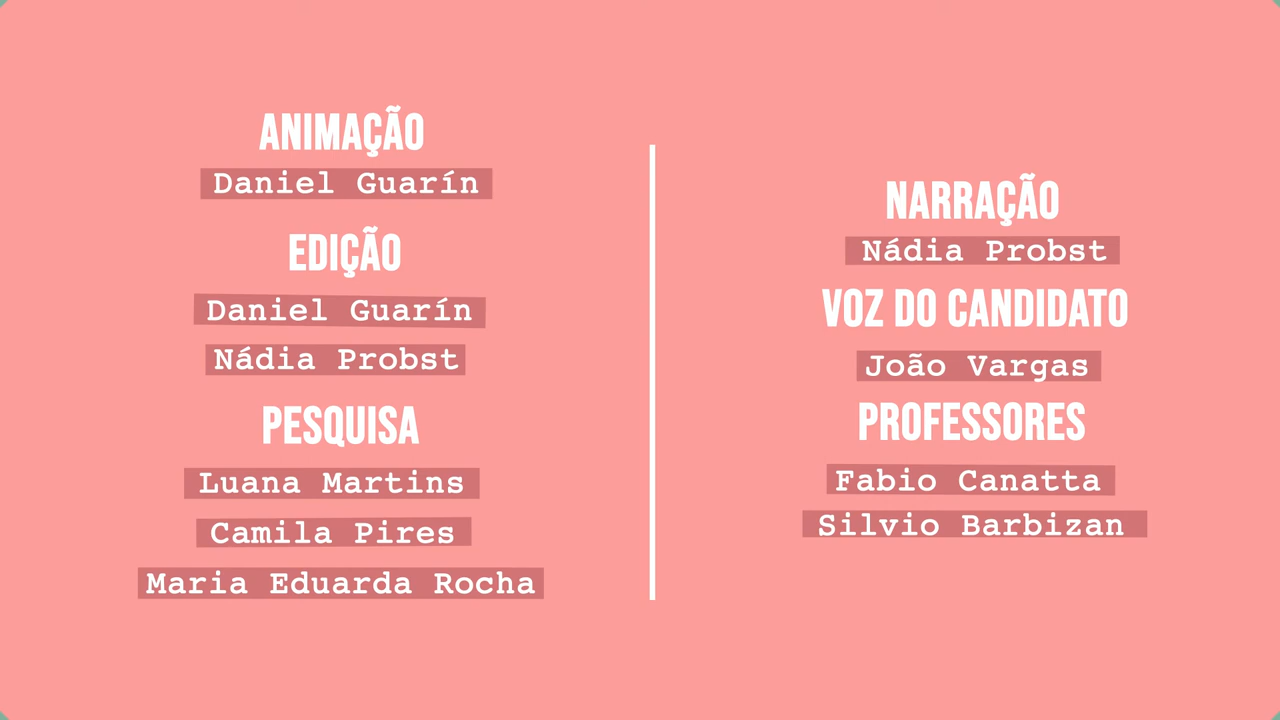 ANIMAÇÃO
Daniel Guarín
EDIÇÃO
Daniel Guarín
Nádia Probst
PESQUISA
Luana Martins
Camila Pires
Maria Eduarda Rocha
NARRAÇÃO
Nádia Probst
VOZ DO CANDIDATO
João Vargas
PROFESSORES
Fabio Canatta
Silvio Barbizan